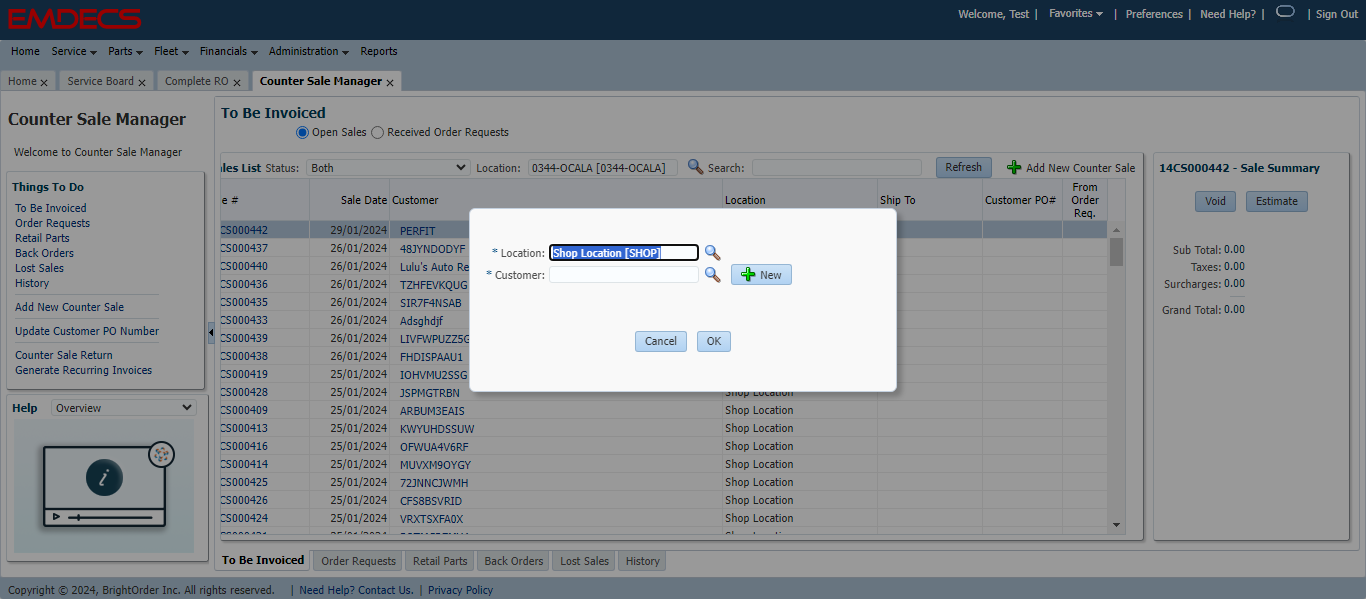 EMDECS
Welcome, Test | Favorites | Preferences | Need Help? | | Sign Out
Home Service Parts Fleet Financials Administration Reports
Home x Service Board x Complete RO x Counter Sale Manager x
Counter Sale Manager
Welcome to Counter Sale Manager
Things To Do
To Be Invoiced
Order Requests
Retail Parts
Back Orders
Lost Sales
History
Add New Counter Sale
Update Customer PO Number
Counter Sale Return
Generate Recurring Invoices
Help Overview
i
To Be Invoiced
Open Sales Received Order Requests
les List Status: Both Location: 0344-OCALA [0344-OCALA] Search: Refresh Add New Counter Sale
e # Sale Date Customer Location Ship To Customer PO# From Order Req.
CS000442 29/01/2024 PERFIT
CS000437 26/01/2024 48JYNDODYF
CS000440 26/01/2024 Lulu's Auto Re
CS000436 26/01/2024 TZHFEVKQUG
CS000435 26/01/2024 SIR7F4NSAB
CS000433 26/01/2024 Adsghdjf
CS000439 26/01/2024 LIVFWPUZZ5G
CS000438 26/01/2024 FHDISPAAU1
CS000419 25/01/2024 IOHVMU2SSG
CS000428 25/01/2024 JSPMGTRBN Shop Location
CS000409 25/01/2024 ARBUM3EAIS Shop Location
CS000413 25/01/2024 KWYUHDSSUW Shop Location
CS000416 25/01/2024 OFWUA4V6RF Shop Location
CS000414 25/01/2024 MUVXM9OYGY Shop Location
CS000425 25/01/2024 72JNNCJWMH Shop Location
CS000426 25/01/2024 CFS8BSVRID Shop Location
CS000424 25/01/2024 VRXTSXFA0X Shop Location
* Location: Shop Location [SHOP]
* Customer: New
Cancel OK
14CS000442 - Sale Summary
Void Estimate
Sub Total: 0.00
Taxes: 0.00
Surcharges: 0.00
Grand Total: 0.00
To Be Invoiced Order Requests Retail Parts Back Orders Lost Sales History
Copyright © 2024, BrightOrder Inc. All rights reserved. | Need Help? Contact Us. | Privacy Policy